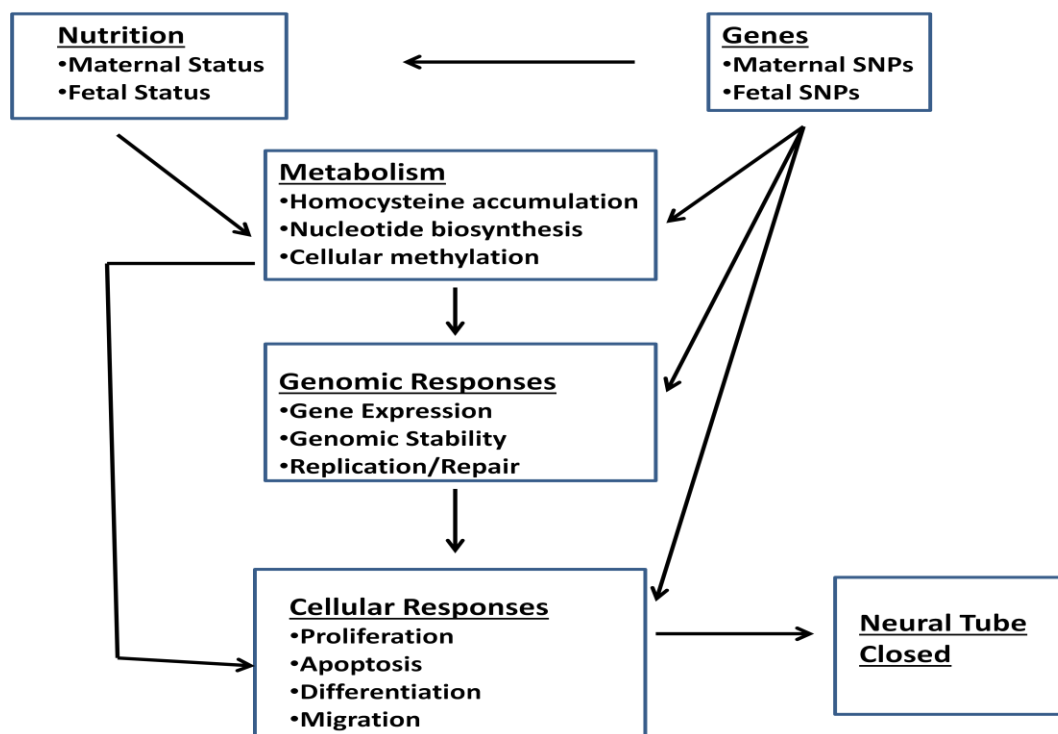 Nutrition
•Maternal Status
•Fetal Status
Genes
•Maternal SNPs
•Fetal SNPs
Metabolism
•Homocysteine accumulation
•Nucleotide biosynthesis
•Cellular methylation
Genomic Responses
•Gene Expression
•Genomic Stability
•Replication/Repair
Cellular Responses
•Proliferation
•Apoptosis
•Differentiation
•Migration
Neural Tube
Closed